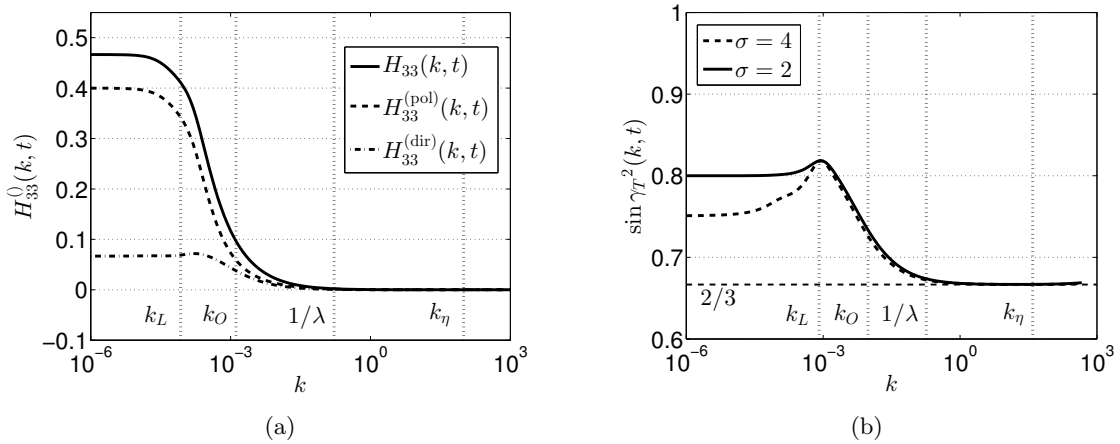 0.5
0.4
0.3
0.2
0.1
0
−0.1
H_{33}^{()}(k, t)
H_{33}(k, t)
H_{33}^{(pol)}(k, t)
H_{33}^{(dir)}(k, t)
k_L
k_O
1/λ
k_η
10^{−6}
10^{−3}
10^{0}
10^{3}
k
(a)
1
0.9
0.8
0.7
0.6
sin γ_T^2(k, t)
σ = 4
σ = 2
2/3
k_L
k_O
1/λ
k_η
10^{−6}
10^{−3}
10^{0}
10^{3}
k
(b)